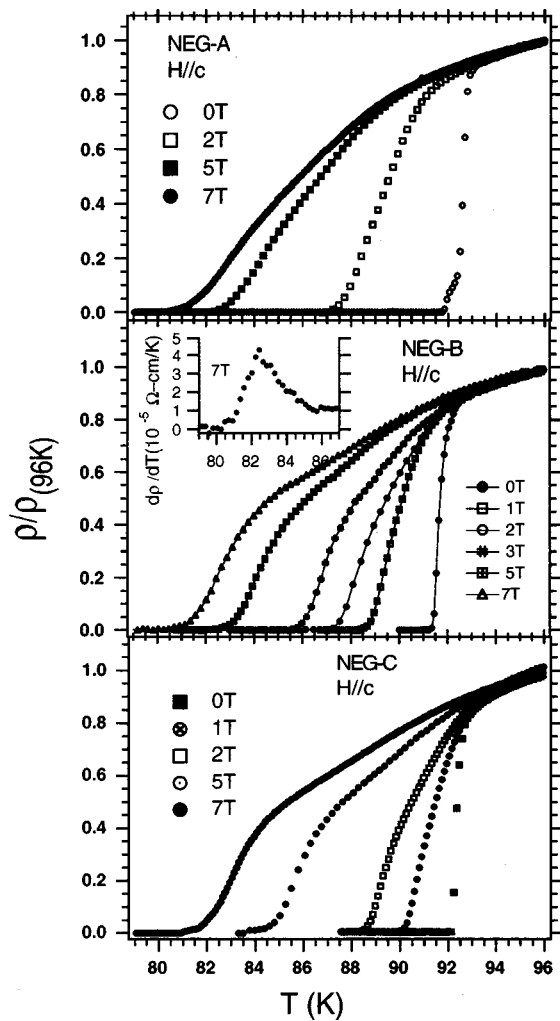 NEG-A
H//c
0T
2T
5T
7T
1.0
0.8
0.6
0.4
0.2
0.0
NEG-B
H//c
7T
dρ/dT(10⁻⁵ Ω-cm/K)
5
4
3
2
1
0
80 82 84 86
0T
1T
2T
3T
5T
7T
1.0
0.8
0.6
0.4
0.2
0.0
ρ/ρ(96K)
NEG-C
H//c
0T
1T
2T
5T
7T
1.0
0.8
0.6
0.4
0.2
0.0
80 82 84 86 88 90 92 94 96
T (K)